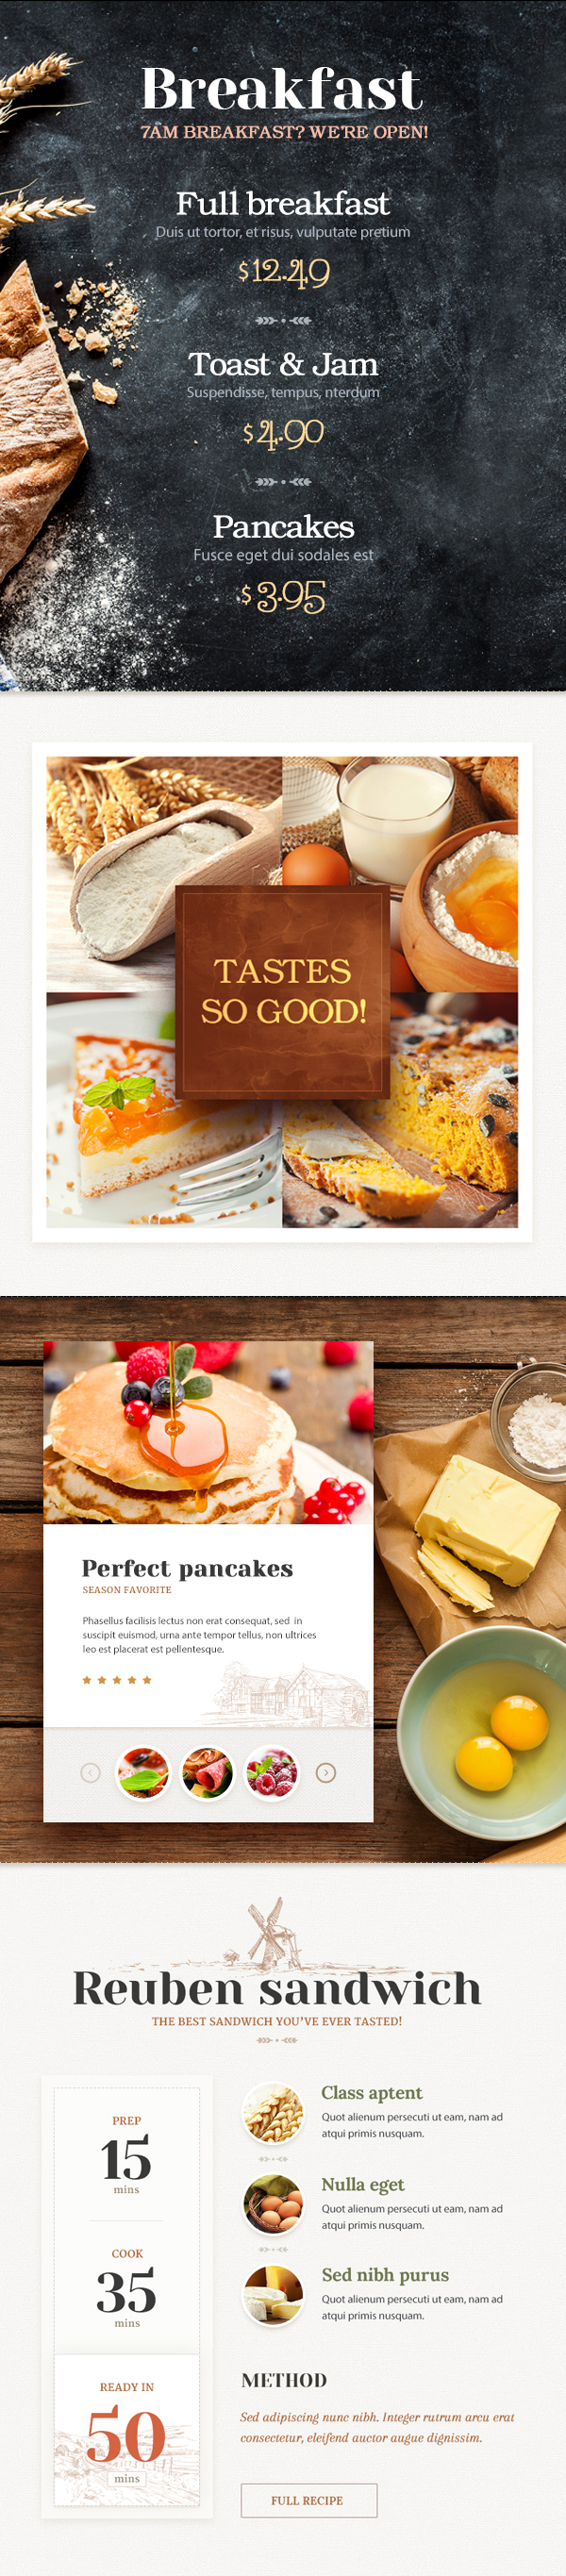 Breakfast
7AM BREAKFAST? WE'RE OPEN!
Full breakfast
Duis ut tortor, et risus, vulputate pretium
$12.49
Toast & Jam
Suspendisse, tempus, nterdum
$4.90
Pancakes
Fusce eget dui sodales est
$3.95
TASTES
SO GOOD!
Perfect pancakes
SEASON FAVORITE
Phasellus facilisis lectus non erat consequat, sed in
suscipit euismod, urna ante tempor tellus, non ultrices
leo est placerat est pellentesque.
Reuben sandwich
THE BEST SANDWICH YOU'VE EVER TASTED!
PREP
15
mins
COOK
35
mins
READY IN
50
mins
Class aptent
Quot alienum persecuti ut eam, nam ad
atqui primis nusquam.
Nulla eget
Quot alienum persecuti ut eam, nam ad
atqui primis nusquam.
Sed nibh purus
Quot alienum persecuti ut eam, nam ad
atqui primis nusquam.
METHOD
Sed adipiscing nunc nibh. Integer rutrum arcu erat
consectetur, eleifend auctor augue dignissim.
FULL RECIPE